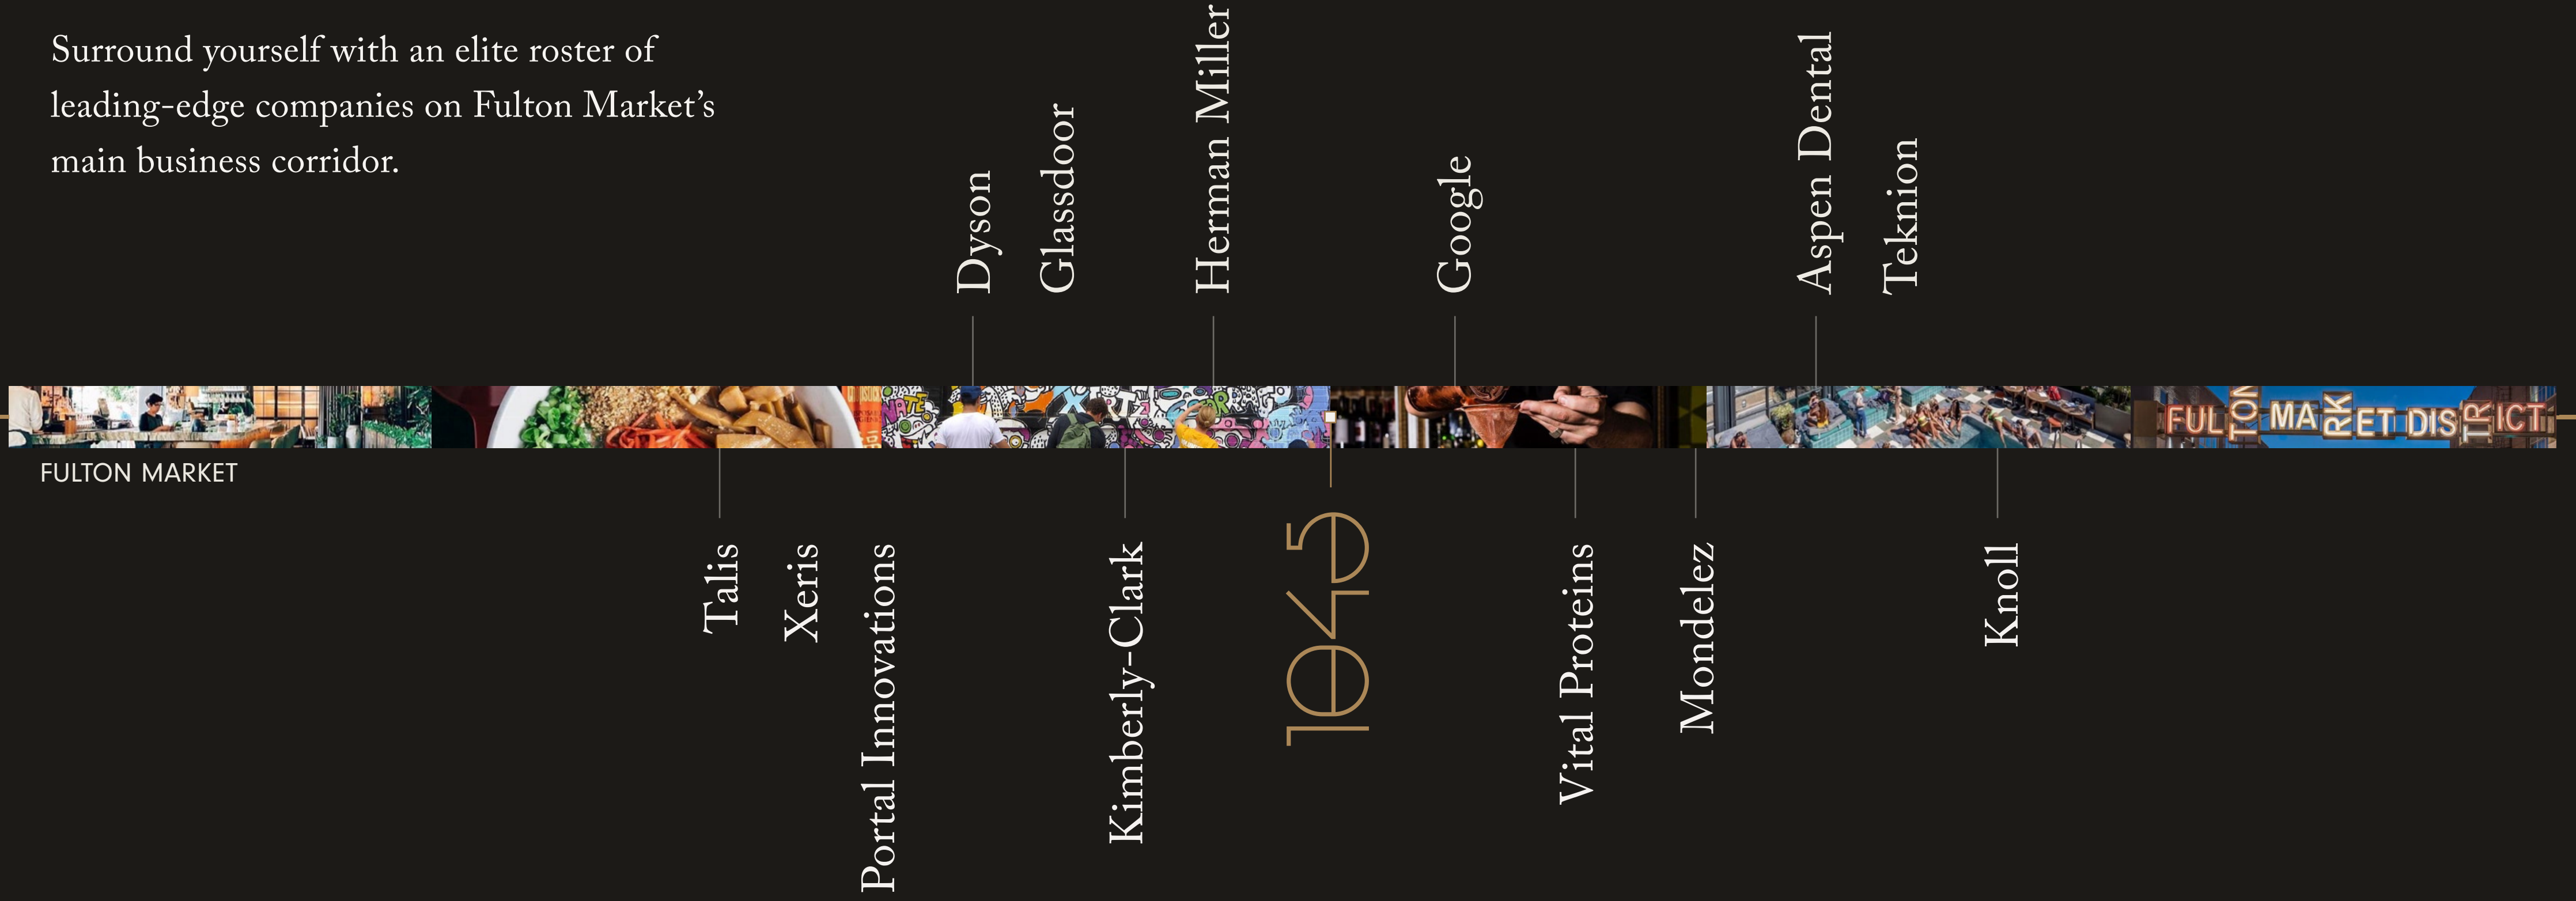 Surround yourself with an elite roster of
leading-edge companies on Fulton Market’s
main business corridor.
Dyson
Glassdoor
Herman Miller
Google
Aspen Dental
Teknion
FULTON MARKET DISTRICT
FULTON MARKET
Talis
Xeris
Portal Innovations
Kimberly-Clark
1045
Vital Proteins
Mondelez
Knoll